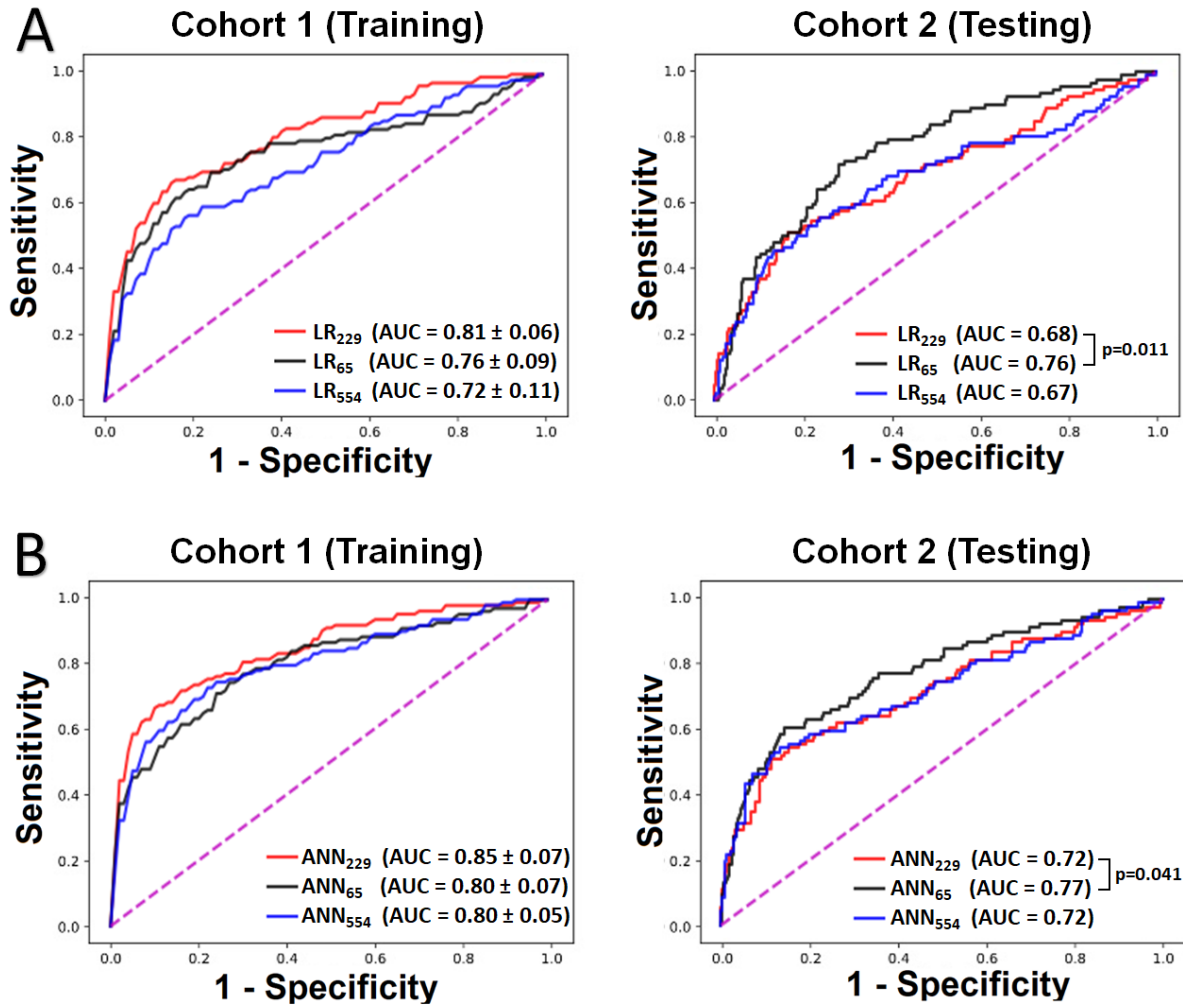 A
Cohort 1 (Training)
Cohort 2 (Testing)
Sensitivity
1.0
0.8
0.6
0.4
0.2
0.0
LR229 (AUC = 0.81 ± 0.06)
LR65 (AUC = 0.76 ± 0.09)
LR554 (AUC = 0.72 ± 0.11)
0.0 0.2 0.4 0.6 0.8 1.0
1 - Specificity
Sensitivity
1.0
0.8
0.6
0.4
0.2
0.0
LR229 (AUC = 0.68)
LR65 (AUC = 0.76)
LR554 (AUC = 0.67)
p=0.011
0.0 0.2 0.4 0.6 0.8 1.0
1 - Specificity
B
Cohort 1 (Training)
Cohort 2 (Testing)
Sensitivity
1.0
0.8
0.6
0.4
0.2
0.0
ANN229 (AUC = 0.85 ± 0.07)
ANN65 (AUC = 0.80 ± 0.07)
ANN554 (AUC = 0.80 ± 0.05)
0.0 0.2 0.4 0.6 0.8 1.0
1 - Specificity
Sensitivity
1.0
0.8
0.6
0.4
0.2
0.0
ANN229 (AUC = 0.72)
ANN65 (AUC = 0.77)
ANN554 (AUC = 0.72)
p=0.041
0.0 0.2 0.4 0.6 0.8 1.0
1 - Specificity